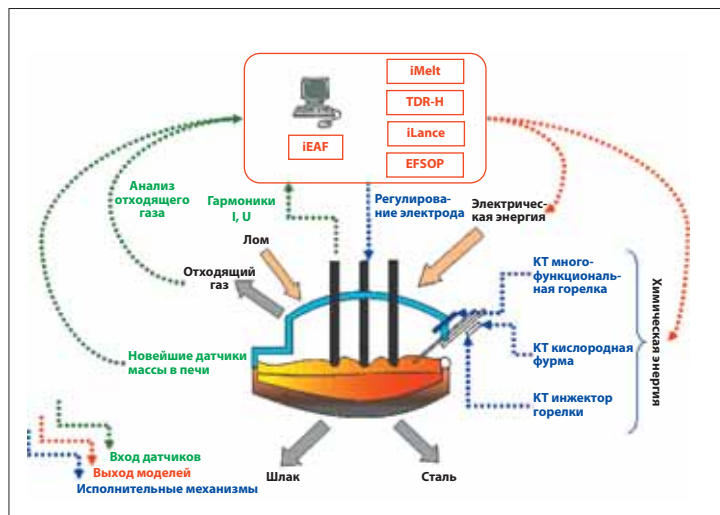 iMelt
TDR-H
iLance
EFSOP
iEAF
Анализ
отходящего
газа
Гармоники
I, U
Регулирова-
ние электрода
Электричес-
кая энергия
Лом
Отходящий
газ
КТ много-
функциональ-
ная горелка
Химическая энергия
Новейшие датчики
массы в печи
КТ кислородная
фурма
КТ инжектор
горелки
Вход датчиков
Выход моделей
Исполнительные механизмы
Шлак
Сталь